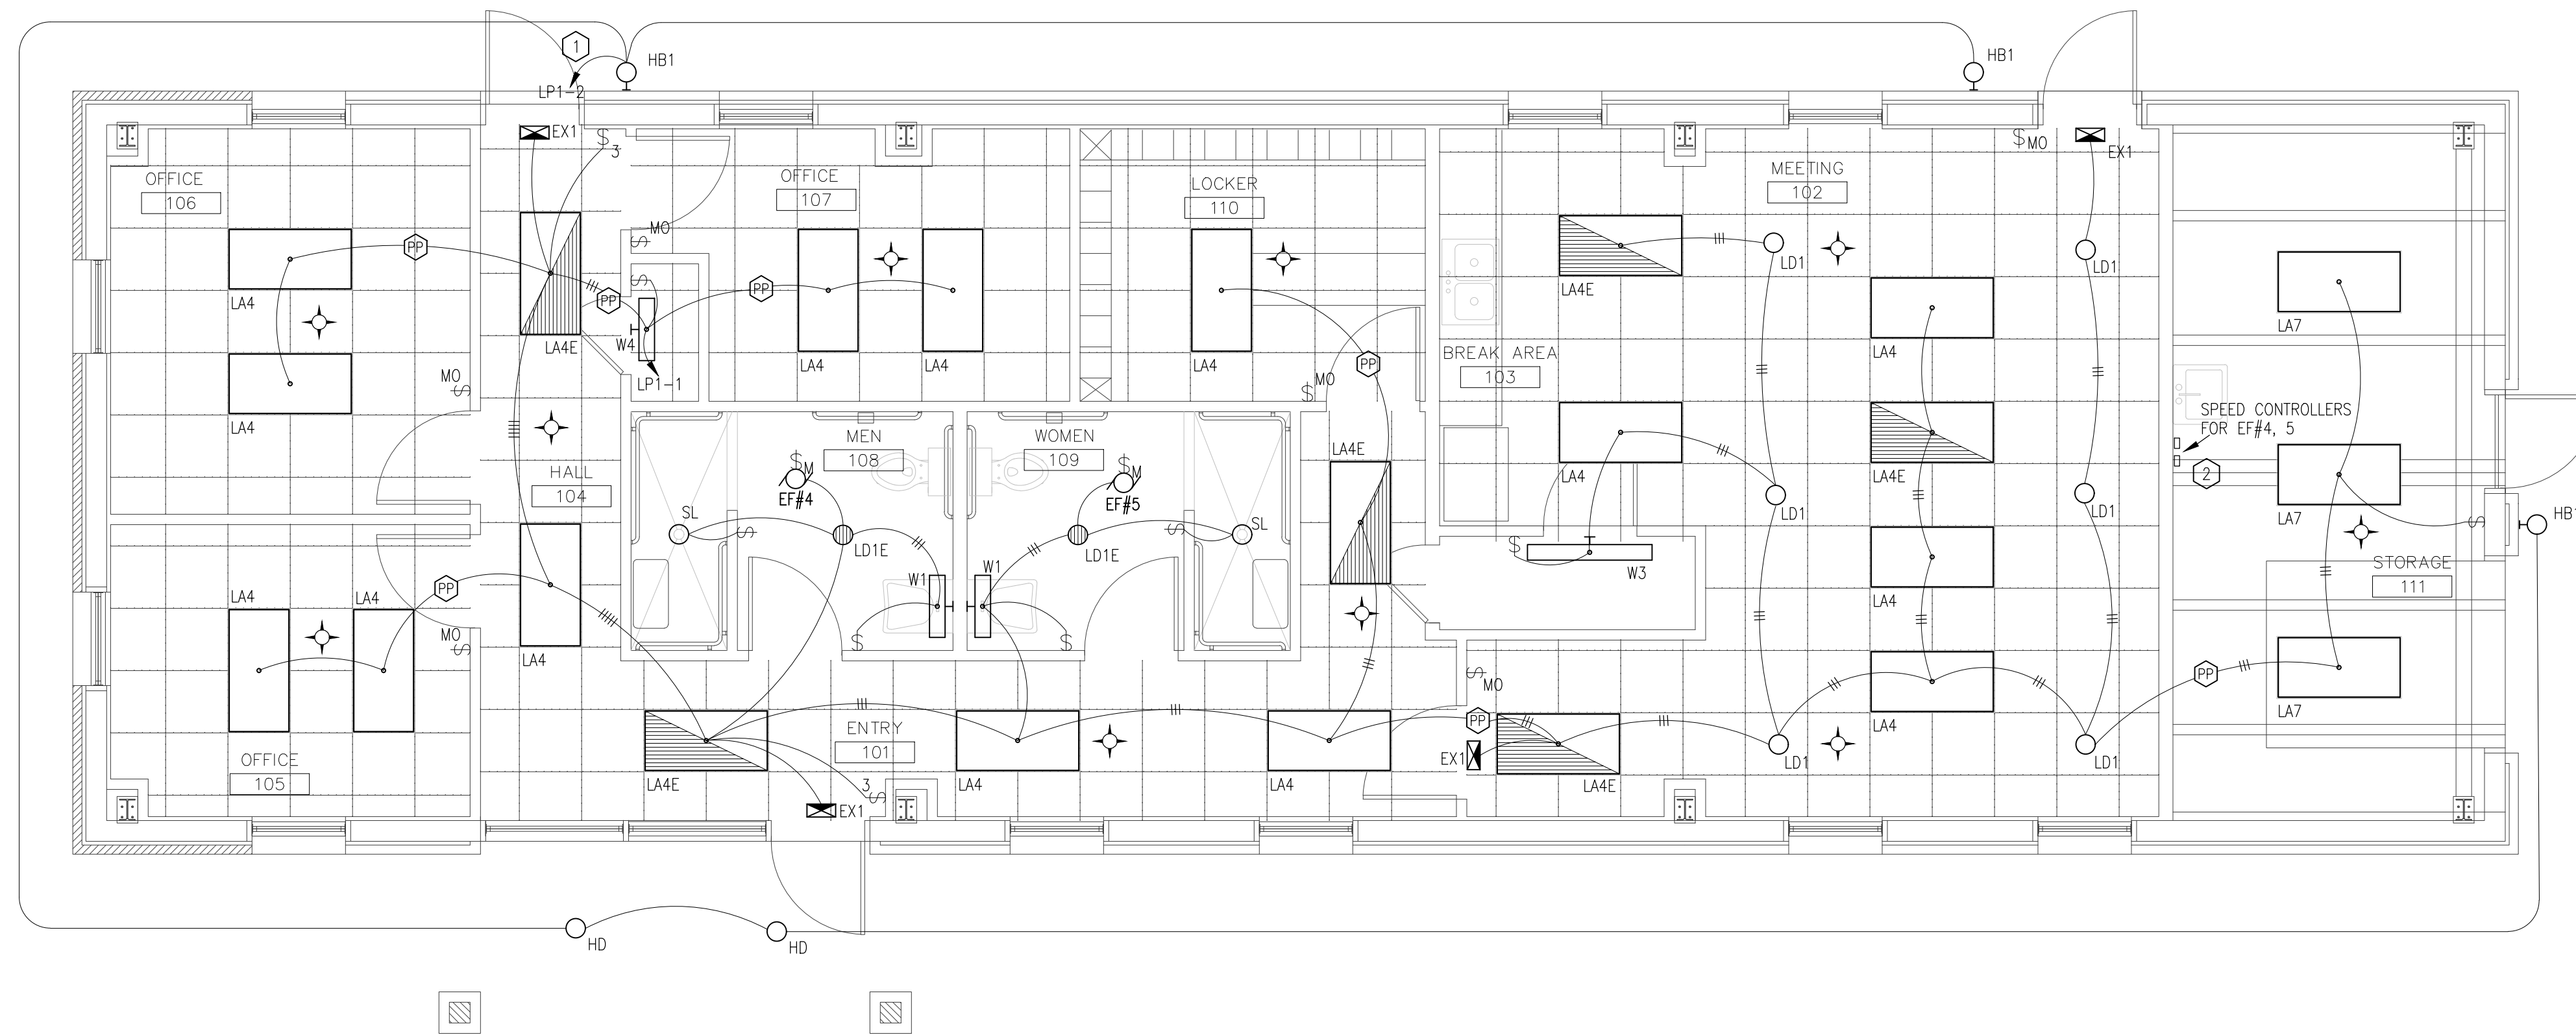 1
HB1
HB1
LP1-2
EX1
$
3
$
MO
EX1
OFFICE
106
OFFICE
107
LOCKER
110
MEETING
102
PP
MO
$
$
PP
PP
LA4
LA4E
W4
LP1-1
LA4
LA4
LA4
LA4E
LD1
LD1
LA4
LA7
MO
$
LA4
PP
$
MO
BREAK AREA
103
SPEED CONTROLLERS
FOR EF#4, 5
2
MEN
108
WOMEN
109
LA4E
LA4
LA4E
LD1
LD1
LA7
$
HB1
HALL
104
$
M
EF#4
$
M
EF#5
SL
$
LD1E
LD1E
$
SL
$
W3
STORAGE
111
W1
W1
$
$
PP
LA4
LA4
MO
$
LA4
LA4
$
MO
PP
LA7
OFFICE
105
LA4E
ENTRY
101
LA4
LA4
PP
EX1
LA4E
LD1
LA4
LD1
3
$
EX1
HD
HD